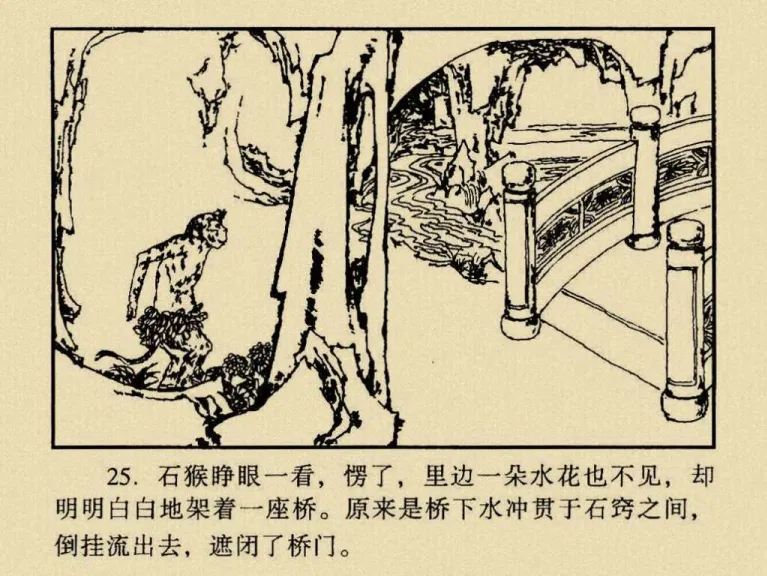 25. 石猴睁眼一看，愣了，里边一朵水花也不见，却
明明白白地架着一座桥。原来是桥下水冲贯于石窍之间，
倒挂流出去，遮闭了桥门。